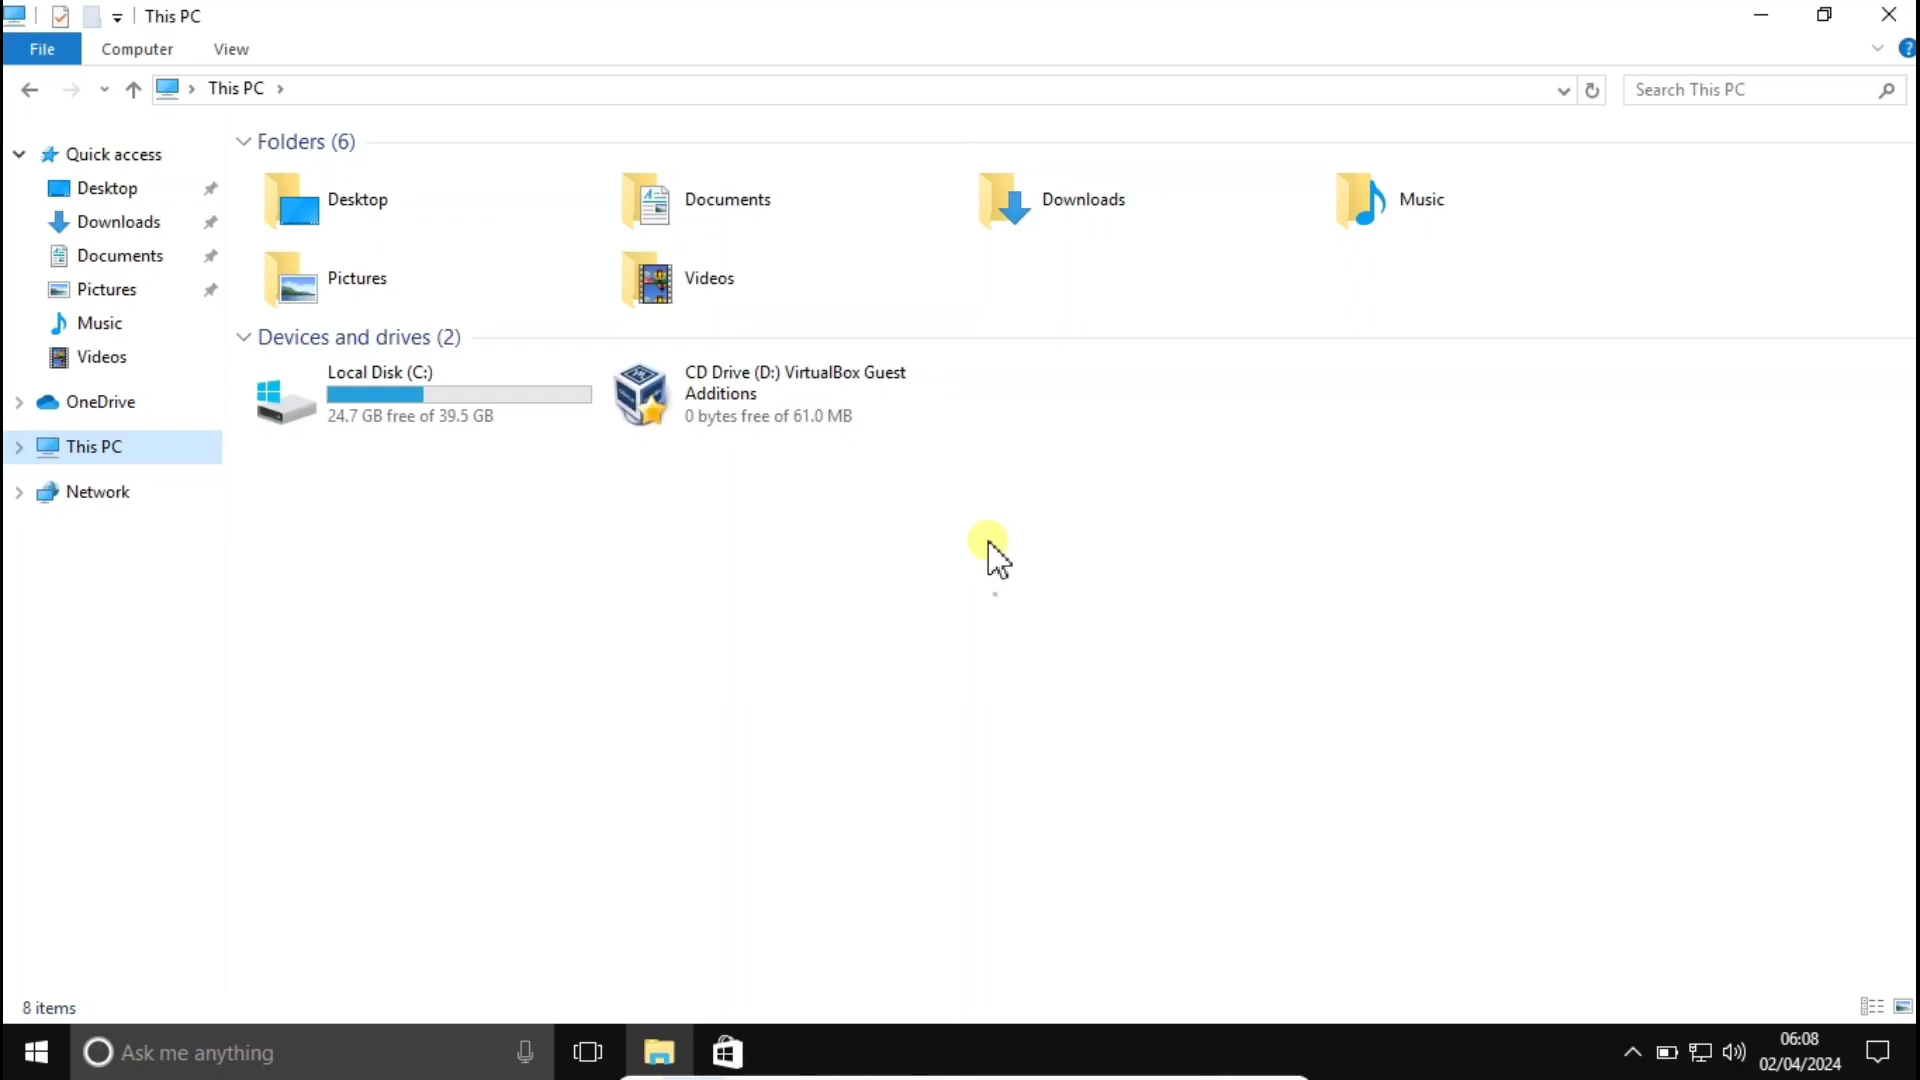 This PC
File
Computer
View
This PC
Search This PC
Quick access
Desktop
Downloads
Documents
Pictures
Music
Videos
OneDrive
This PC
Network
Folders (6)
Desktop
Documents
Downloads
Music
Pictures
Videos
Devices and drives (2)
Local Disk (C:)
24.7 GB free of 39.5 GB
CD Drive (D:) VirtualBox Guest
Additions
0 bytes free of 61.0 MB
8 items
Ask me anything
06:08
02/04/2024